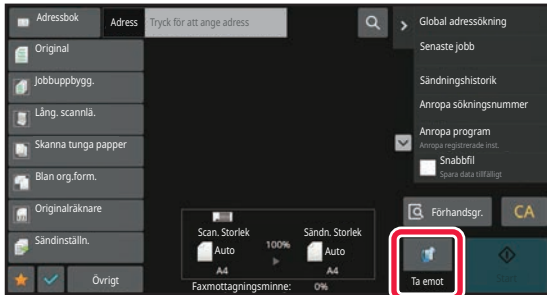 Adressbok
Adress
Tryck för att ange adress
Global adressökning
Original
Senaste jobb
Jobbuppbygg.
Sändningshistorik
Lång. scannlä.
Anropa sökningsnummer
Skanna tunga papper
Anropa program
Anropa registrerade inst.
Blan org.form.
Snabbfil
Spara data tillfälligt
Originalräknare
Förhandsgr.
CA
Sändinställn.
Scan. Storlek
Sändn. Storlek
Auto
100%
Auto
A4
A4
Övrigt
Faxmottagningsminne:
0%
Ta emot
Start